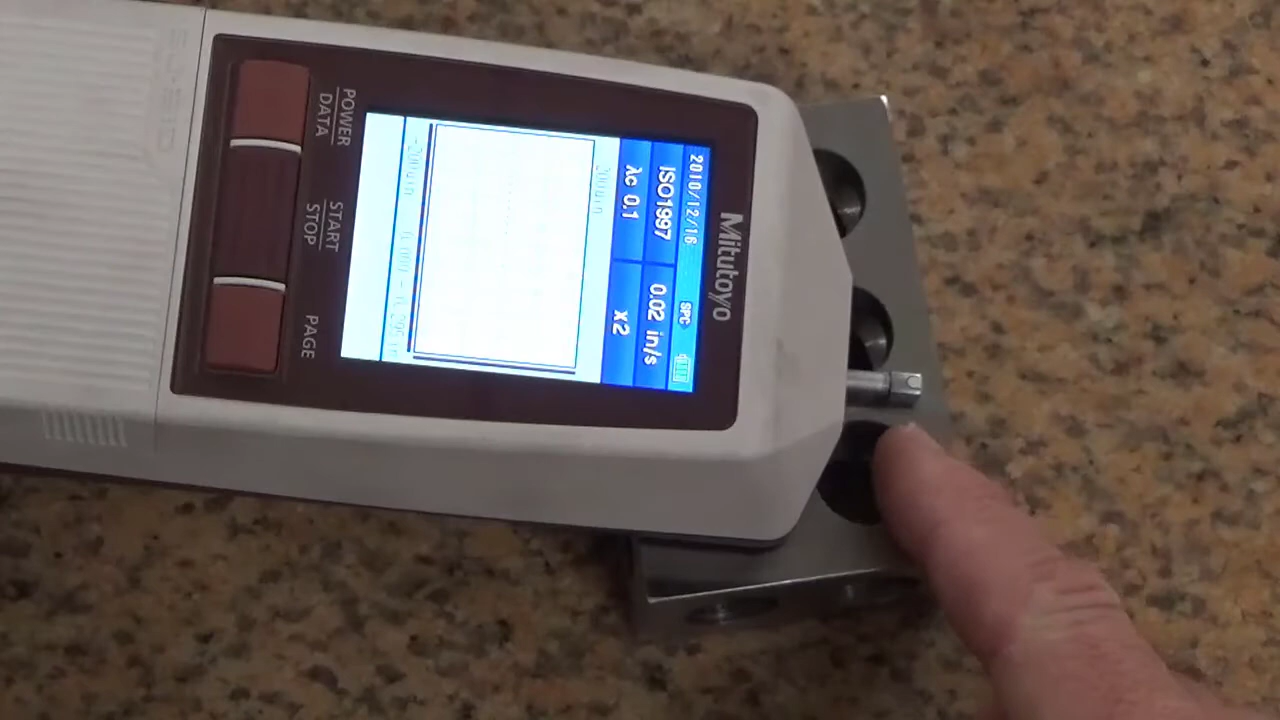 Mitutoyo
2010/12/16 SPC
ISO1997 0.02 in/s
λc 0.1 x2
POWER
DATA
START
STOP
PAGE